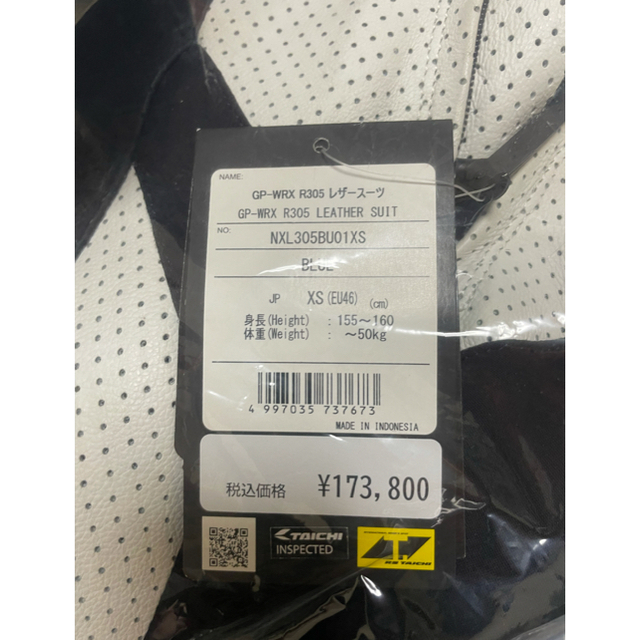 NAME:
GP-WRX R305 レザースーツ
GP-WRX R305 LEATHER SUIT
NO:
NXL305BU01XS
BLUE
JP XS(EU46) (cm)
身長(Height) : 155～160
体重(Weight) : ～50kg
4 997035 737673
MADE IN INDONESIA
税込価格 ¥173,800
TAICHI
INSPECTED
RS TAICHI